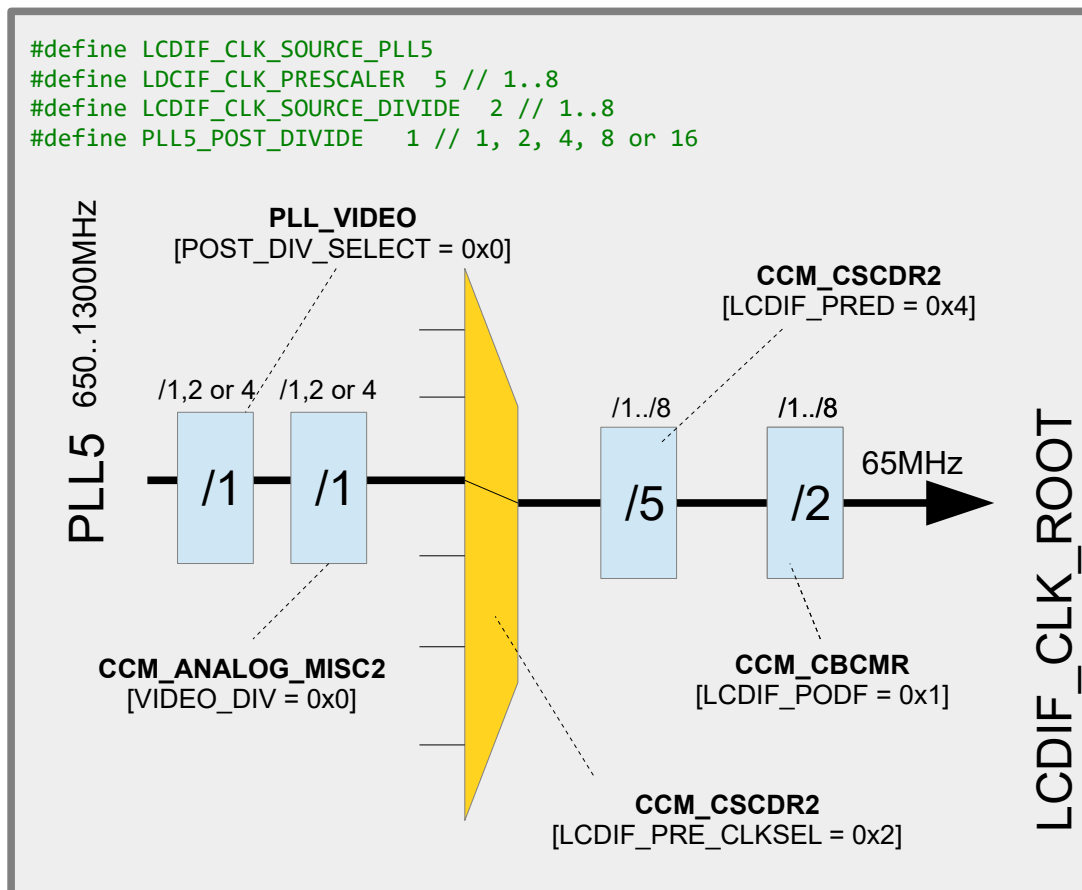 #define LCDIF_CLK_SOURCE_PLL5
#define LDCIF_CLK_PRESCALER 5 // 1..8
#define LCDIF_CLK_SOURCE_DIVIDE 2 // 1..8
#define PLL5_POST_DIVIDE 1 // 1, 2, 4, 8 or 16
PLL5 650..1300MHz
PLL_VIDEO
[POST_DIV_SELECT = 0x0]
CCM_CSCDR2
[LCDIF_PRED = 0x4]
/1,2 or 4
/1,2 or 4
/1../8
/1../8
/1
/1
/5
/2
65MHz
LCDIF_CLK_ROOT
CCM_ANALOG_MISC2
[VIDEO_DIV = 0x0]
CCM_CBCMR
[LCDIF_PODF = 0x1]
CCM_CSCDR2
[LCDIF_PRE_CLKSEL = 0x2]